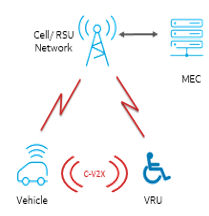 Cell/ RSU
Network
MEC
C-V2X
Vehicle
VRU